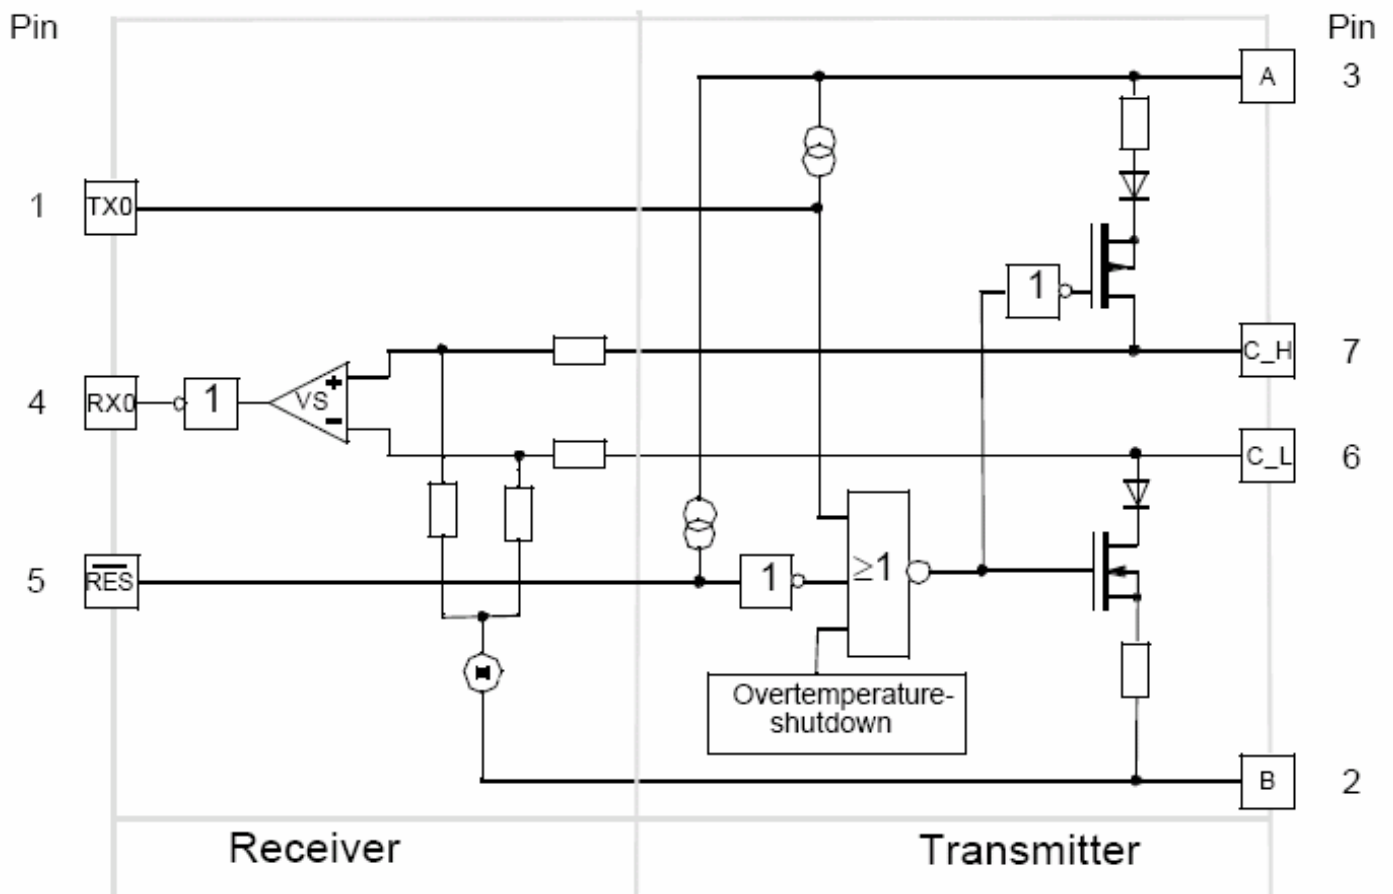 Pin
Pin
A
3
1
TX0
1
C_H
7
4
RX0
1
VS
+
−
C_L
6
5
RES
1
≥1
Overtemperature-
shutdown
B
2
Receiver
Transmitter